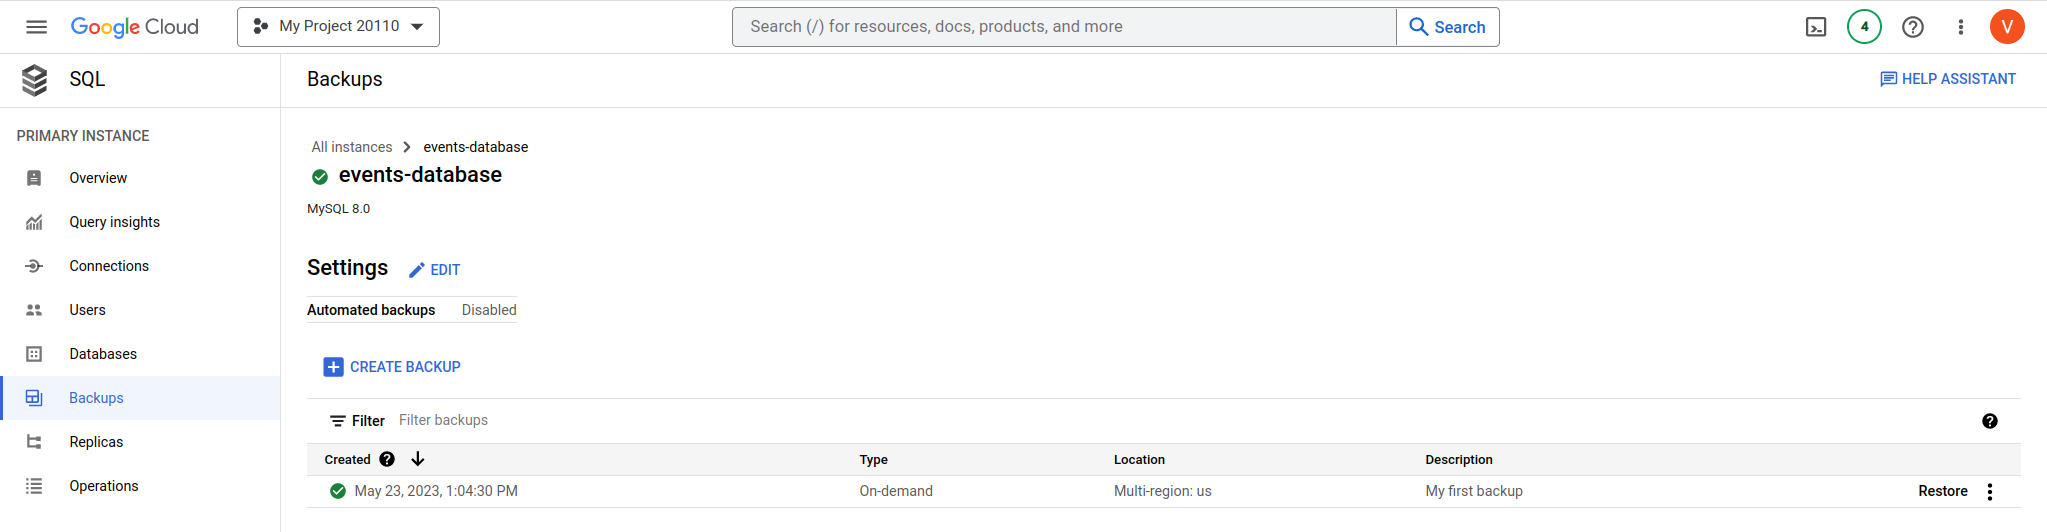 Google Cloud
My Project 20110
Search (/) for resources, docs, products, and more
Search
4
V
SQL
Backups
HELP ASSISTANT
PRIMARY INSTANCE
Overview
Query insights
Connections
Users
Databases
Backups
Replicas
Operations
All instances > events-database
events-database
MySQL 8.0
Settings
EDIT
Automated backups Disabled
CREATE BACKUP
Filter Filter backups
Created Type Location Description
May 23, 2023, 1:04:30 PM On-demand Multi-region: us My first backup Restore